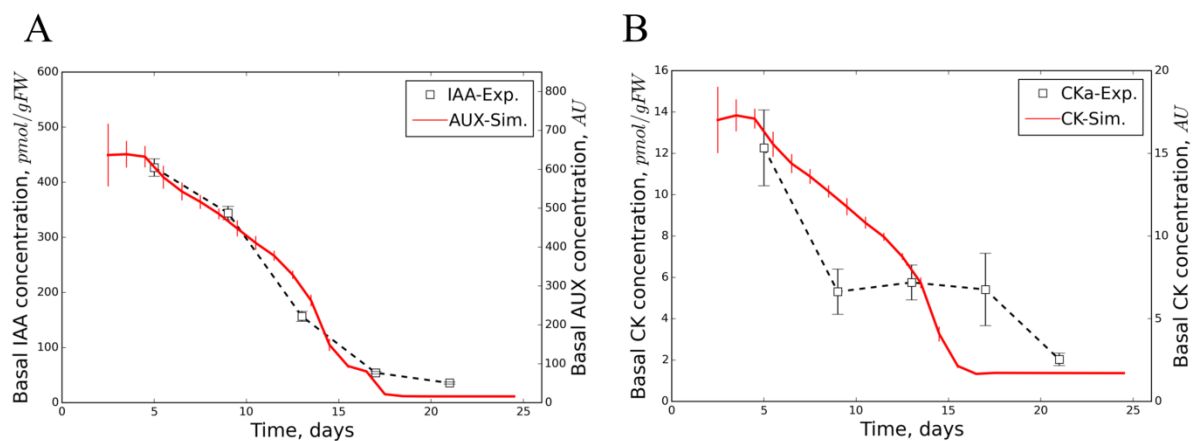 A
Basal IAA concentration, pmol/gFW
600
500
400
300
200
100
0
0 5 10 15 20 25
Time, days
IAA-Exp.
AUX-Sim.
800
700
600
500
400
300
200
100
0
Basal AUX concentration, AU
B
Basal CK concentration, pmol/gFW
16
14
12
10
8
6
4
2
0
0 5 10 15 20 25
Time, days
CKa-Exp.
CK-Sim.
20
15
10
5
0
Basal CK concentration, AU